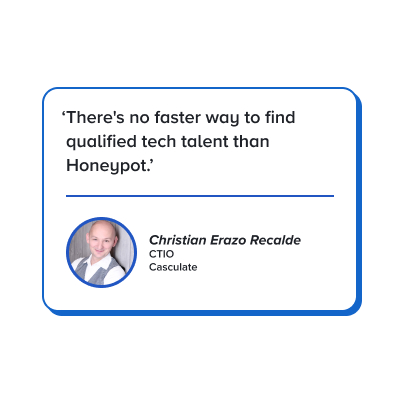 ‘There's no faster way to find
qualified tech talent than
Honeypot.’
Christian Erazo Recalde
CTIO
Casculate